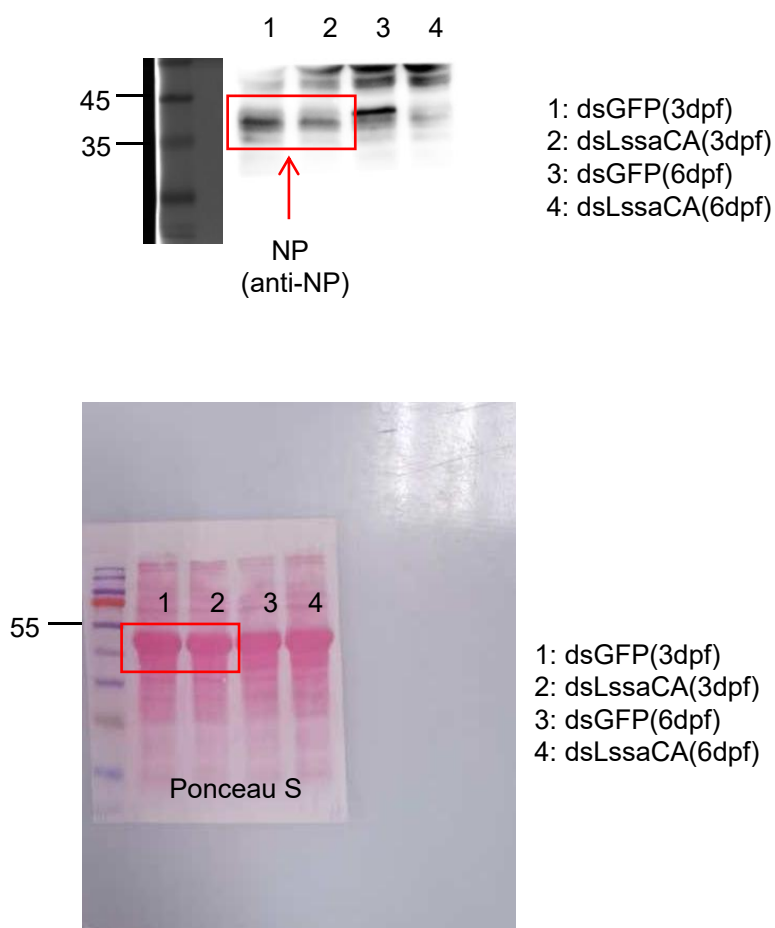 1 2 3 4
45
35
1: dsGFP(3dpf)
2: dsLssaCA(3dpf)
3: dsGFP(6dpf)
4: dsLssaCA(6dpf)
NP
(anti-NP)
1 2 3 4
55
1: dsGFP(3dpf)
2: dsLssaCA(3dpf)
3: dsGFP(6dpf)
4: dsLssaCA(6dpf)
Ponceau S